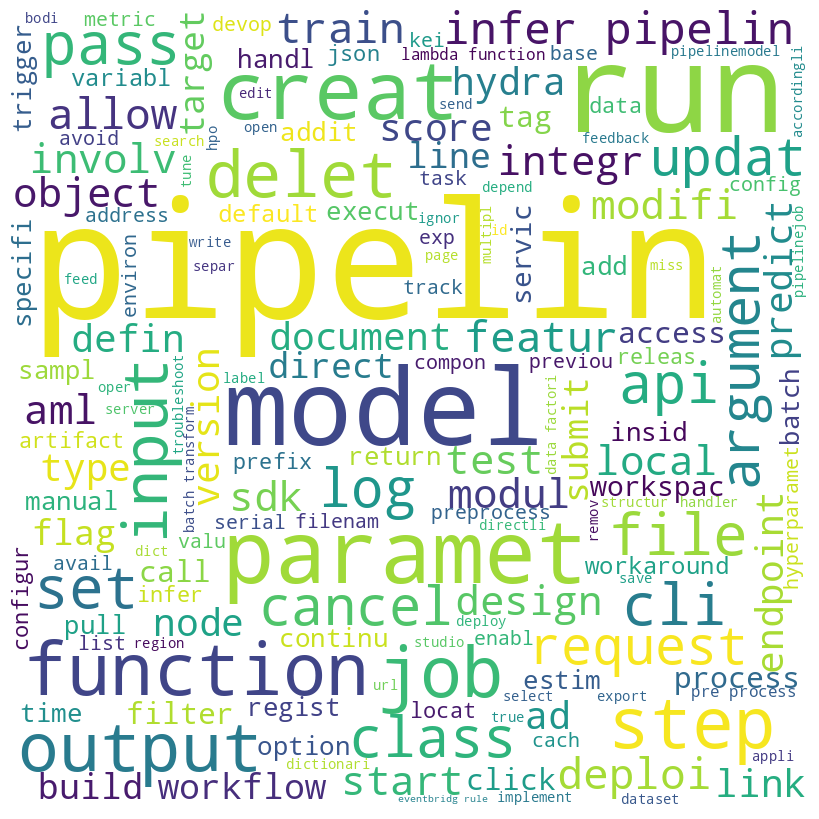 bodi metric devop train infer pipelin
pass handl json kei lambda function base pipelinemodel
trigger variabl target creat edit send hydra run accordingli
allow avoid search hpo open addit score tag data feedback
involv tune delet line task integr depend updat config
object address default execut ignor exp servic modifi
specifi environ write separ pipelin page multipl id add miss automat predict pipelinejob
feed track argument
defin document featur access
sampl input oper label direct compon previou releas api
aml server troubleshoot version data factori submit insid batch
artifact type batch transform prefix return test local
manual log modul workspac
flag serial filenam sdk preprocess directli remov structur handler file endpoint hyperparamet
configur avail dict valu call paramet workaround
set infer save
pull node cancel deploy design cli
list region continu studio enabl request
function url job estim select export process pre process
time filter regist locat true ad step
output option class cach appli
dictionari
build workflow start click implement deploi link
eventbridg rule dataset